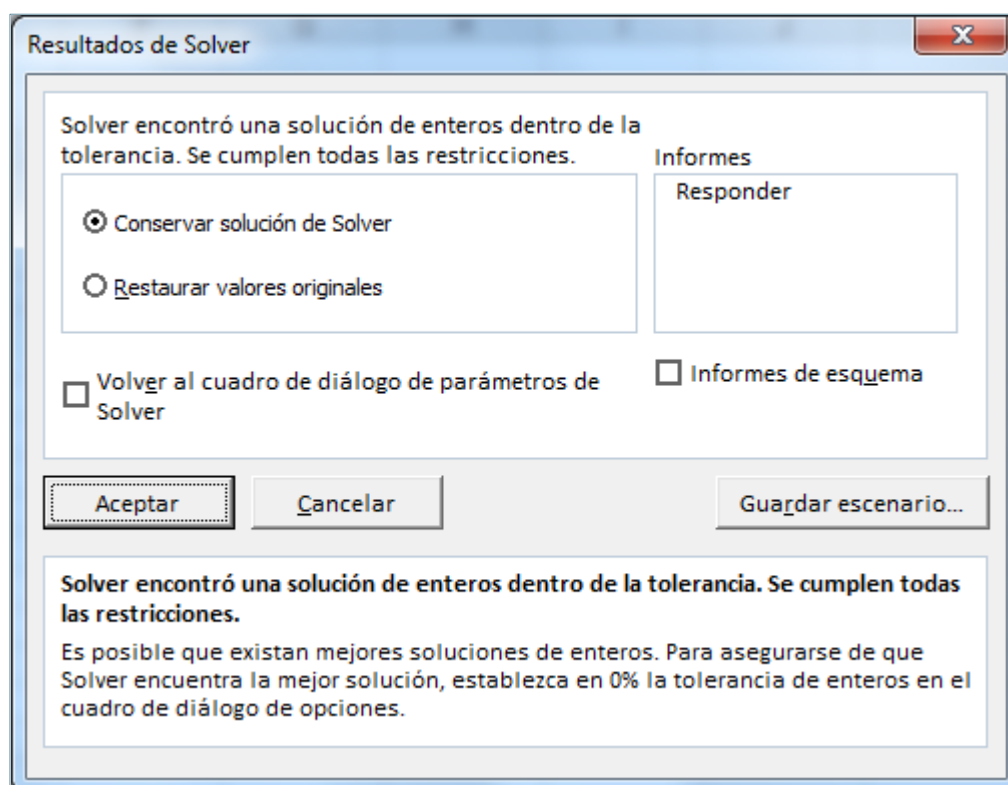 Resultados de Solver
Solver encontró una solución de enteros dentro de la
tolerancia. Se cumplen todas las restricciones.
Informes
Conservar solución de Solver
Restaurar valores originales
Responder
Volver al cuadro de diálogo de parámetros de
Solver
Informes de esquema
Aceptar
Cancelar
Guardar escenario...
Solver encontró una solución de enteros dentro de la tolerancia. Se cumplen todas
las restricciones.
Es posible que existan mejores soluciones de enteros. Para asegurarse de que
Solver encuentra la mejor solución, establezca en 0% la tolerancia de enteros en el
cuadro de diálogo de opciones.